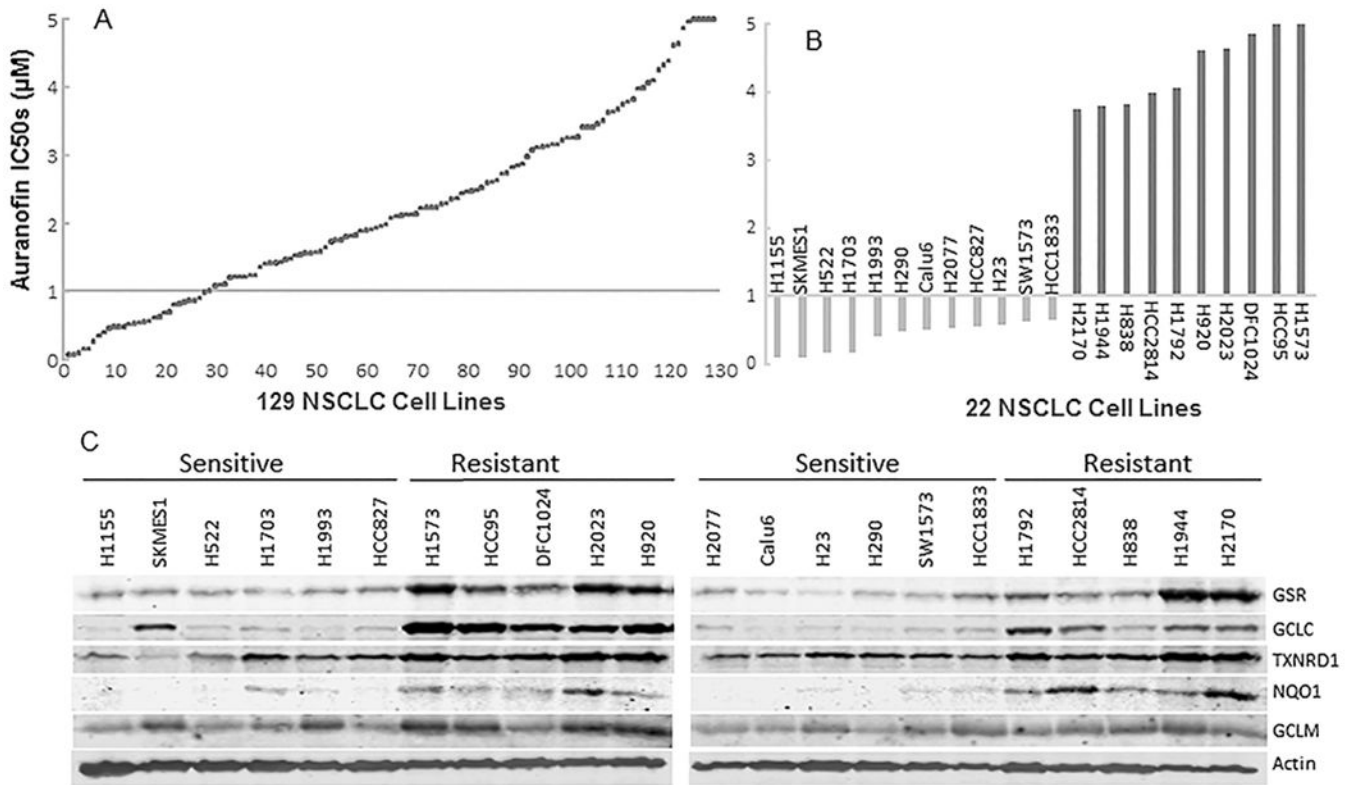 A
Auranofin IC50s (µM)
5
4
3
2
1
0
0 10 20 30 40 50 60 70 80 90 100 110 120 130
129 NSCLC Cell Lines
B
5
4
3
2
1
0
H1155 SKMES1 H522 H1703 H1993 H290 Calu6 H2077 HCC827 H23 SW1573 HCC1833
H2170 H1944 H838 HCC2814 H1792 H920 H2023 DFC1024 HCC95 H1573
22 NSCLC Cell Lines
C
Sensitive Resistant Sensitive Resistant
H1155 SKMES1 H522 H1703 H1993 HCC827 H1573 HCC95 DFC1024 H2023 H920 H2077 Calu6 H23 H290 SW1573 HCC1833 H1792 HCC2814 H838 H1944 H2170
GSR
GCLC
TXNRD1
NQO1
GCLM
Actin